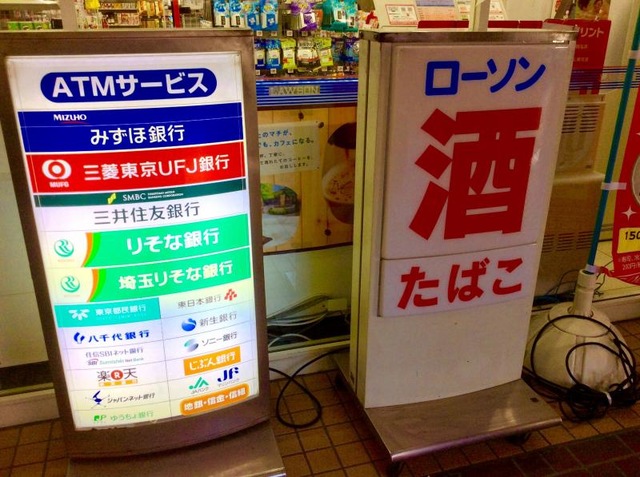 ATMサービス
MIZUHO
みずほ銀行
MUFG
三菱東京UFJ銀行
SMBC
三井住友銀行
りそな銀行
埼玉りそな銀行
東京都民銀行
東日本銀行
八千代銀行
新生銀行
住信SBIネット銀行
ソニー銀行
楽天
じぶん銀行
ジャパンネット銀行
JA
JF
ゆうちょ銀行
地銀・信金・信組
ローソン
酒
たばこ
LAWSON